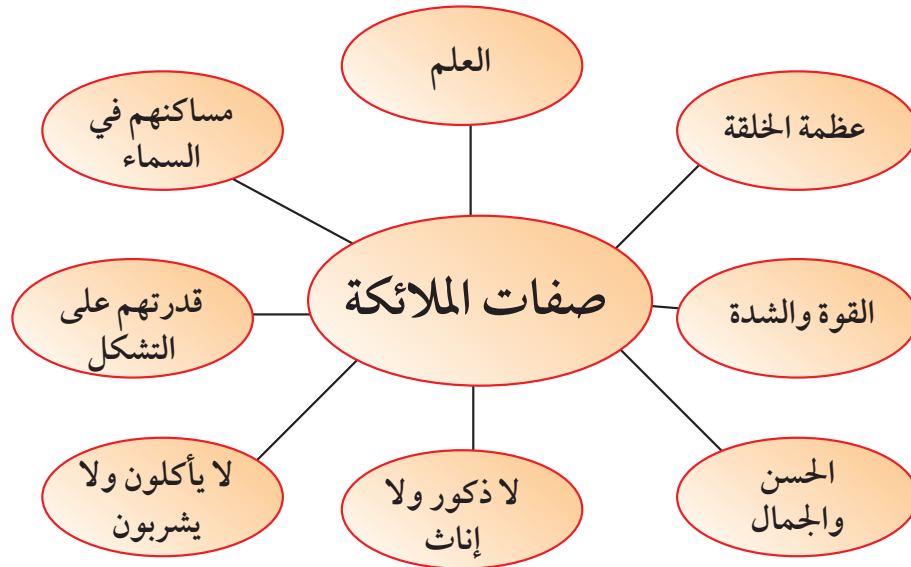 صفات الملائكة
العلم
عظمة الخلقة
القوة والشدة
الحسن
والجمال
لا ذكور ولا
إناث
لا يأكلون ولا
يشربون
قدرتهم على
التشكل
مساكنهم في
السماء